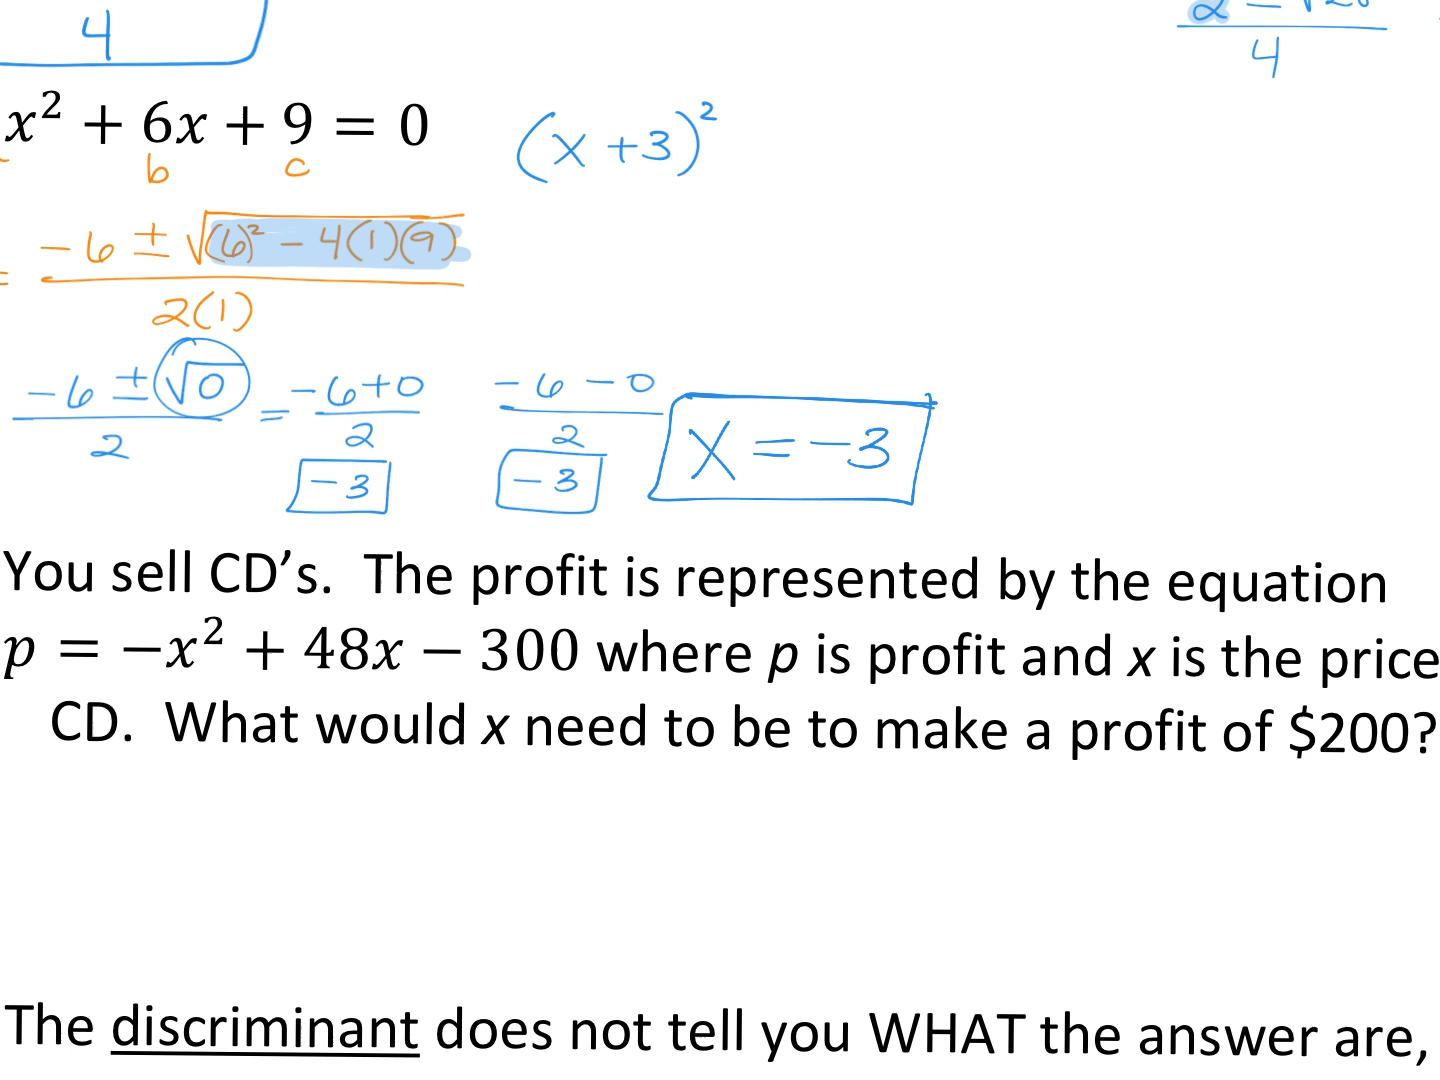 4
4
x² + 6x + 9 = 0 (x + 3)²
b c
= -6 ± √(6)² - 4(1)(9)
2(1)
-6 ± √0 = -6+0 -6-0
2 2 2
-3 -3 x = -3
You sell CD’s. The profit is represented by the equation
p = −x² + 48x − 300 where p is profit and x is the price
CD. What would x need to be to make a profit of $200?
The discriminant does not tell you WHAT the answer are,